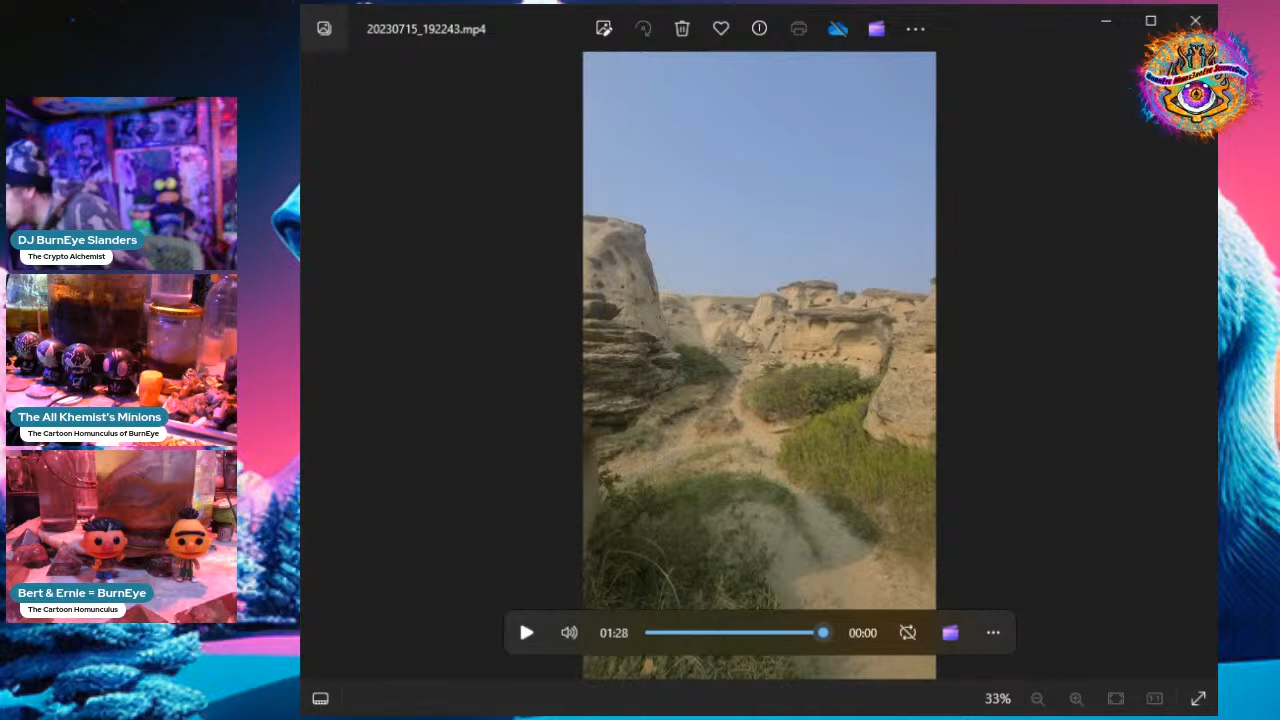 20230715_192243.mp4
DJ BurnEye Slanders
The Crypto Alchemist
The All Khemist's Minions
The Cartoon Homunculus of BurnEye
Bert & Ernie = BurnEye
The Cartoon Homunculus
01:28
00:00
33%